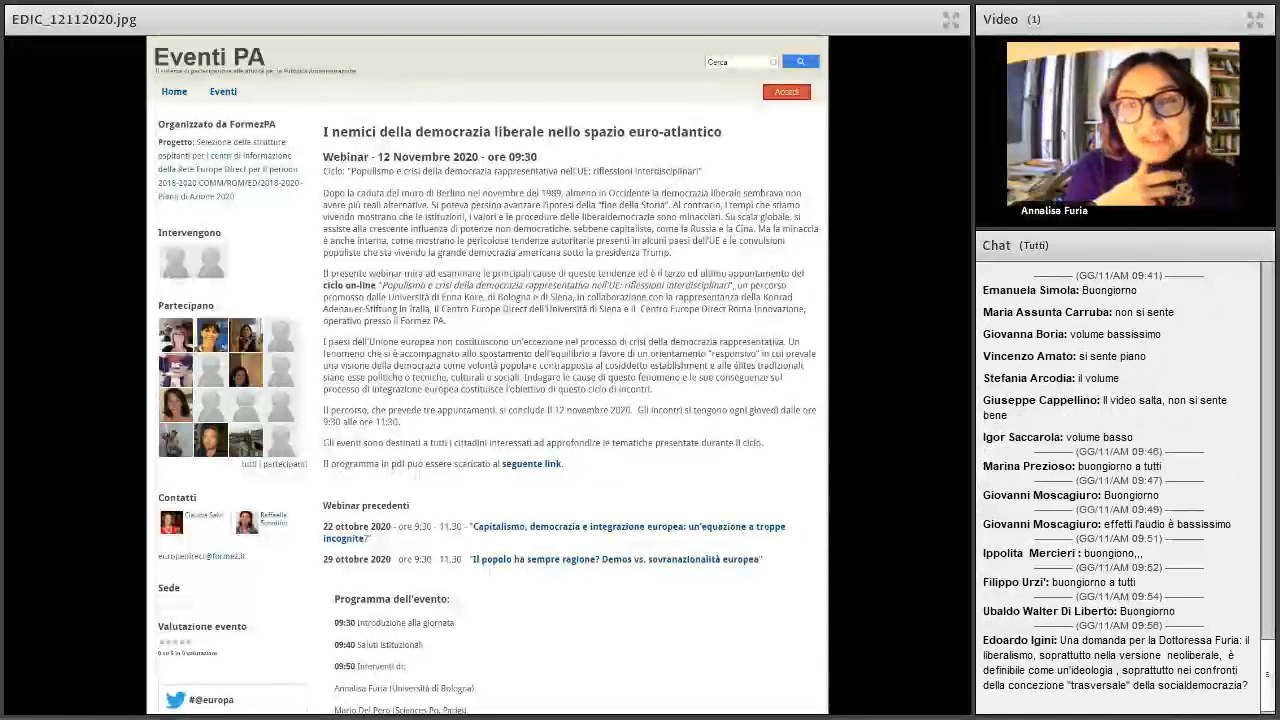 EDIC_12112020.jpg
Eventi PA
Il sistema di partecipazione alle attività per la Pubblica Amministrazione
Cerca
Home
Eventi
Accedi
Organizzato da FormezPA
Progetto: Selezione delle strutture
ospitanti per i centri di informazione
della Rete Europe Direct per il periodo
2018-2020 COMM/ROM/ED/2018-2020 -
Piano di Azione 2020
Intervengono
Partecipano
tutti i partecipanti
Contatti
Claudia Salvi
Raffaella
europedirect@formez.it
Sede
Valutazione evento
#@europa
I nemici della democrazia liberale nello spazio euro-atlantico
Webinar - 12 Novembre 2020 - ore 09:30
Ciclo: "Populismo e crisi della democrazia rappresentativa nell'UE: riflessioni interdisciplinari"
Dopo la caduta del muro di Berlino nel novembre del 1989, almeno in Occidente la democrazia liberale sembrava non
avere più reali alternative. Si poteva persino avanzare l'ipotesi della "fine della Storia". Al contrario, i tempi che stiamo
vivendo mostrano che le istituzioni, i valori e le procedure delle liberaldemocrazie sono minacciati. Su scala globale, si
assiste alla crescente influenza di potenze non democratiche, sebbene capitaliste, come la Russia e la Cina. Ma la minaccia
è anche interna, come mostrano le pericolose tendenze autoritarie presenti in alcuni paesi dell'UE e le convulsioni
populiste che sta vivendo la grande democrazia americana sotto la presidenza Trump.
Il presente webinar mira ad esaminare le principali cause di queste tendenze ed è il terzo ed ultimo appuntamento del
ciclo on-line "Populismo e crisi della democrazia rappresentativa nell'UE: riflessioni interdisciplinari", un percorso
promosso dalle Università di Enna Kore, di Bologna e di Siena, in collaborazione con la rappresentanza della Konrad
Adenauer-Stiftung in Italia, il Centro Europe Direct dell'Università di Siena e il Centro Europe Direct Roma Innovazione,
operativo presso il Formez PA.
I paesi dell'Unione europea non costituiscono un'eccezione nel processo di crisi della democrazia rappresentativa. Un
fenomeno che si è accompagnato allo spostamento dell'equilibrio a favore di un orientamento "responsivo" in cui prevale
una visione della democrazia come volontà popolare contrapposta al cosiddetto establishment e alle élites tradizionali,
siano esse politiche o tecniche, culturali o sociali. Indagare le cause di questo fenomeno e le sue conseguenze sul
processo di integrazione europea costituisce l'obiettivo di questo ciclo di incontri.
Il percorso, che prevede tre appuntamenti, si conclude il 12 novembre 2020. Gli incontri si tengono ogni giovedì dalle ore
9:30 alle ore 11:30.
Gli eventi sono destinati a tutti i cittadini interessati ad approfondire le tematiche presentate durante il ciclo.
Il programma in pdf può essere scaricato al seguente link.
Webinar precedenti
22 ottobre 2020 - ore 9:30 - 11.30 - "Capitalismo, democrazia e integrazione europea: un'equazione a troppe
incognite?"
29 ottobre 2020 ore 9:30 11.30 "Il popolo ha sempre ragione? Demos vs. sovranazionalità europea"
Programma dell'evento:
09:30 Introduzione alla giornata
09:40 Saluti istituzionali
09:50 Interventi di:
Annalisa Furia (Università di Bologna)
Mario Del Pero (Sciences Po, Parigi)
Video (1)
Annalisa Furia
Chat (Tutti)
(GG/11/AM 09:41)
Emanuela Simola: Buongiorno
Maria Assunta Carruba: non si sente
Giovanna Boria: volume bassissimo
Vincenzo Amato: si sente piano
Stefania Arcodia: il volume
Giuseppe Cappellino: Il video salta, non si sente
bene
Igor Saccarola: volume basso
(GG/11/AM 09:46)
Marina Prezioso: buongiorno a tutti
(GG/11/AM 09:47)
Giovanni Moscagiuro: Buongiorno
(GG/11/AM 09:49)
Giovanni Moscagiuro: effetti l'audio è bassissimo
(GG/11/AM 09:51)
Ippolita Mercieri : buongiono,,,
(GG/11/AM 09:52)
Filippo Urzi': buongiorno a tutti
(GG/11/AM 09:54)
Ubaldo Walter Di Liberto: Buongiorno
(GG/11/AM 09:56)
Edoardo Igini: Una domanda per la Dottoressa Furia: il
liberalismo, soprattutto nella versione neoliberale, è
definibile come un'ideologia , soprattutto nei confronti
della concezione "trasversale" della socialdemocrazia?